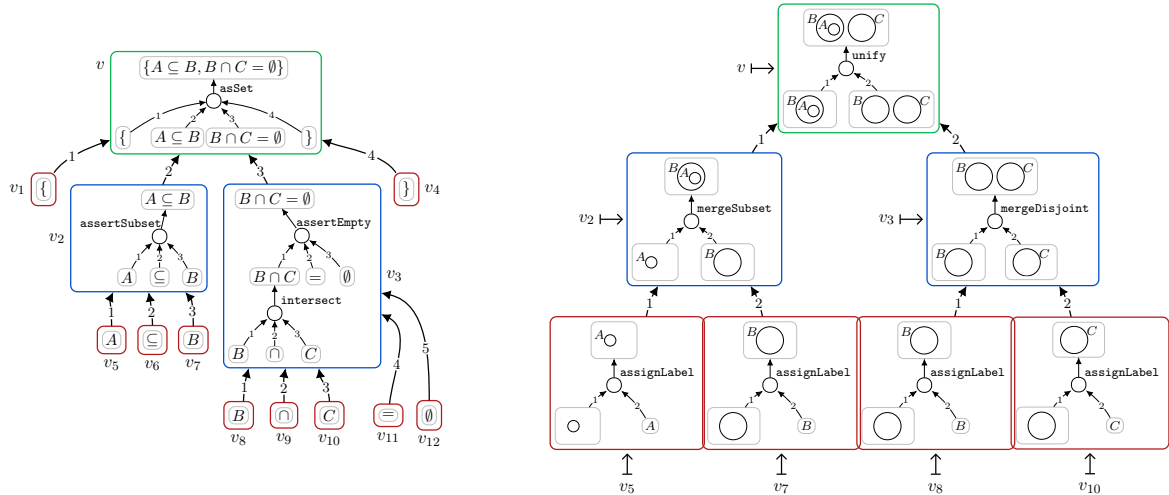 v
{A ⊆ B, B ∩ C = ∅}
asSet
1 2 3 4
{ A ⊆ B B ∩ C = ∅ }
1 2 3 4
v1 { } v4
v2
A ⊆ B
assertSubset
1 2 3
A ⊆ B
1 2 3
A ⊆ B
v5 v6 v7
B ∩ C = ∅
assertEmpty
1 2 3
B ∩ C = ∅
v3
intersect
1 2 3
B ∩ C
1 2 3 4 5
B ∩ C = ∅
v8 v9 v10 v11 v12
B A C
unify
v
1 2
B A B C
1 2
B A
mergeSubset
v2
1 2
A B
1 2
B C
mergeDisjoint
v3
1 2
B C
1 2
A B B C
assignLabel assignLabel assignLabel assignLabel
1 2 1 2 1 2 1 2
A B B C
v5 v7 v8 v10